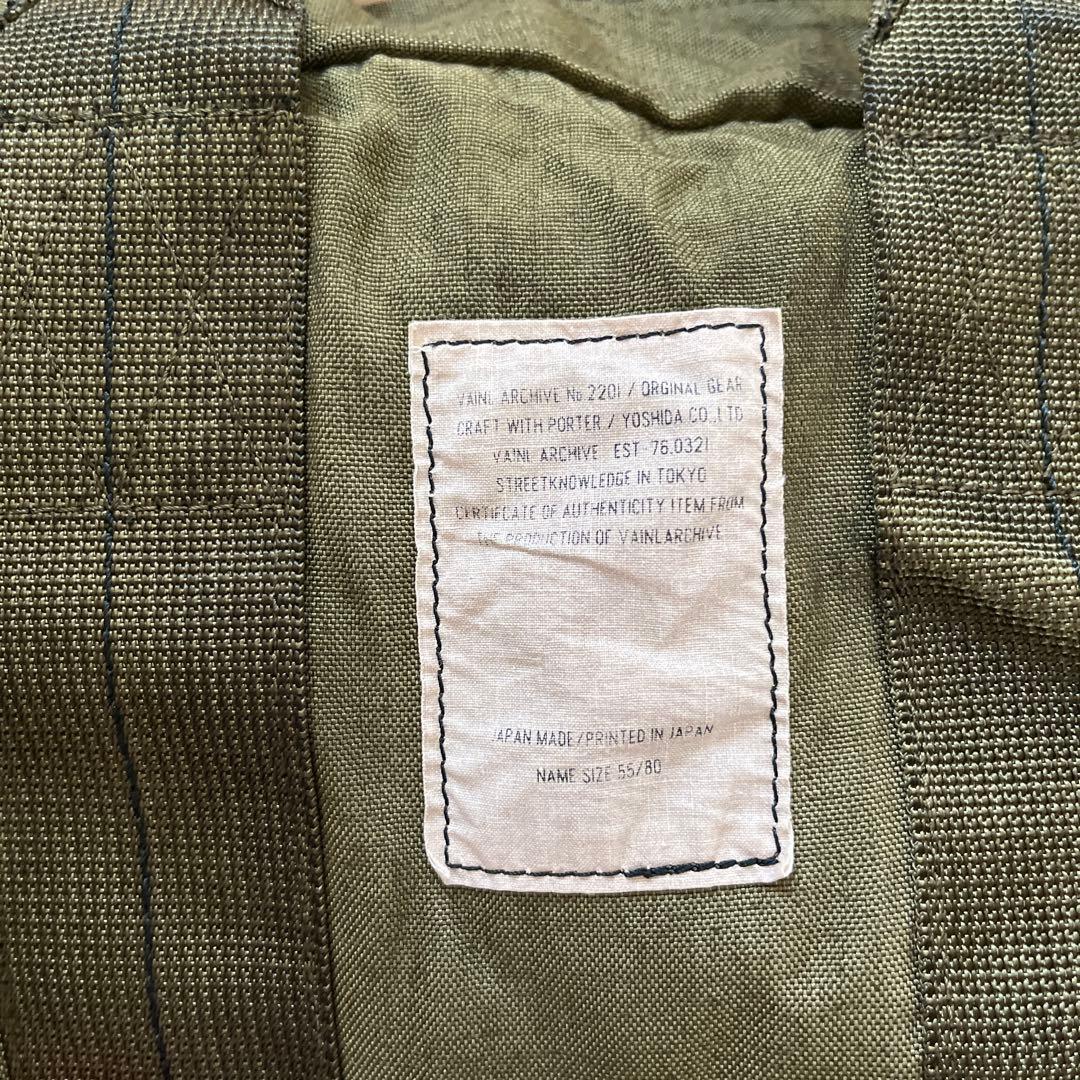 VAINL ARCHIVE No 2201 / ORGINAL GEAR
CRAFT WITH PORTER / YOSHIDA CO.,LTD
VAINL ARCHIVE EST 76.0321
STREETKNOWLEDGE IN TOKYO
CERTIFECATE OF AUTHENTICITY ITEM FROM
THE PRODUCTION OF VAINLARCHIVE
JAPAN MADE/PRINTED IN JAPAN
NAME SIZE 55/80